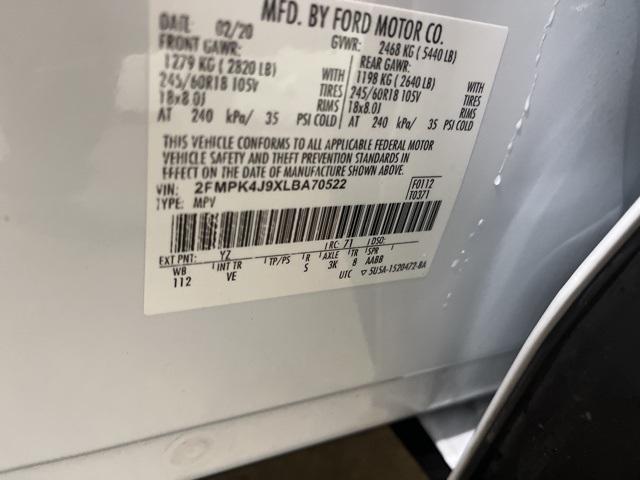 MFD. BY FORD MOTOR CO.
DATE: 02/20 GVWR: 2468 KG (5440 LB)
FRONT GAWR: REAR GAWR:
1279 KG (2820 LB) WITH 1198 KG (2640 LB) WITH
245/60R18 105V TIRES 245/60R18 105V TIRES
18x8.0J RIMS 18x8.0J RIMS
AT 240 kPa/ 35 PSI COLD AT 240 kPa/ 35 PSI COLD
THIS VEHICLE CONFORMS TO ALL APPLICABLE FEDERAL MOTOR
VEHICLE SAFETY AND THEFT PREVENTION STANDARDS IN
EFFECT ON THE DATE OF MANUFACTURE SHOWN ABOVE.
VIN: 2FMPK4J9XLBA70522 F0112
TYPE: MPV T0371
EXT PNT: YZ RC: 71 DSO:
WB INT TR TP/PS R AXLE TR SPR
112 VE S 3K 8 AABB
UTC ▽ 5U5A-1520472-BA